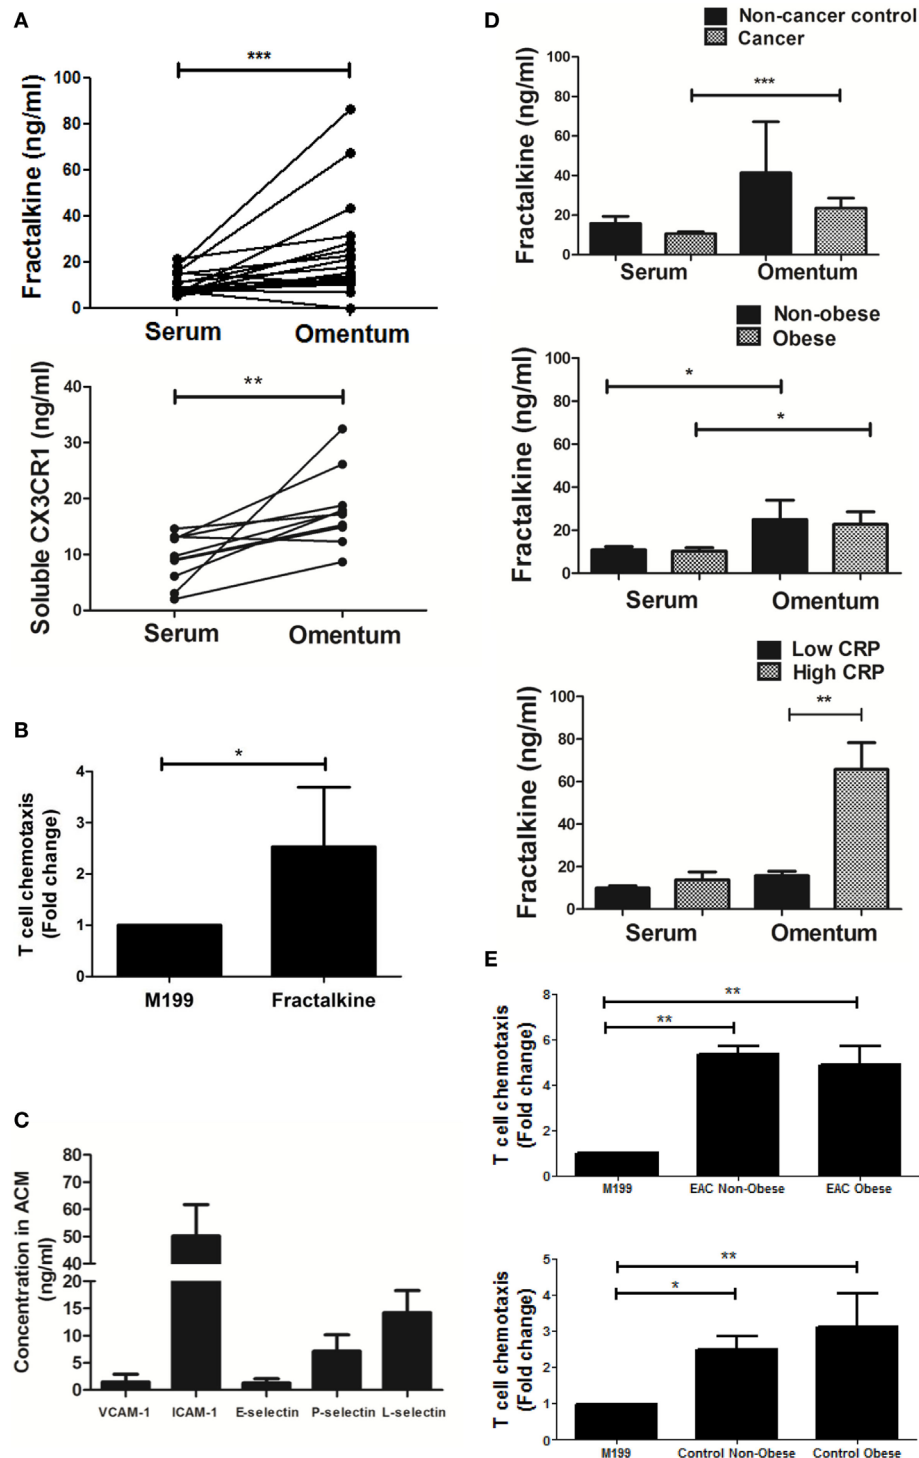 A
***
Fractalkine (ng/ml)
100
80
60
40
20
0
Serum Omentum
**
Soluble CX3CR1 (ng/ml)
40
30
20
10
0
Serum Omentum
B
*
T cell chemotaxis
(Fold change)
4
3
2
1
0
M199 Fractalkine
C
Concentration in ACM
(ng/ml)
80
70
60
50
40
20
15
10
5
0
VCAM-1 ICAM-1 E-selectin P-selectin L-selectin
D
Non-cancer control
Cancer
***
Fractalkine (ng/ml)
100
80
60
40
20
0
Serum Omentum
Non-obese
Obese
*
*
Fractalkine (ng/ml)
100
80
60
40
20
0
Serum Omentum
Low CRP
High CRP
**
Fractalkine (ng/ml)
100
80
60
40
20
0
Serum Omentum
E
**
**
T cell chemotaxis
(Fold change)
8
6
4
2
0
M199 EAC Non-Obese EAC Obese
**
*
T cell chemotaxis
(Fold change)
5
4
3
2
1
0
M199 Control Non-Obese Control Obese